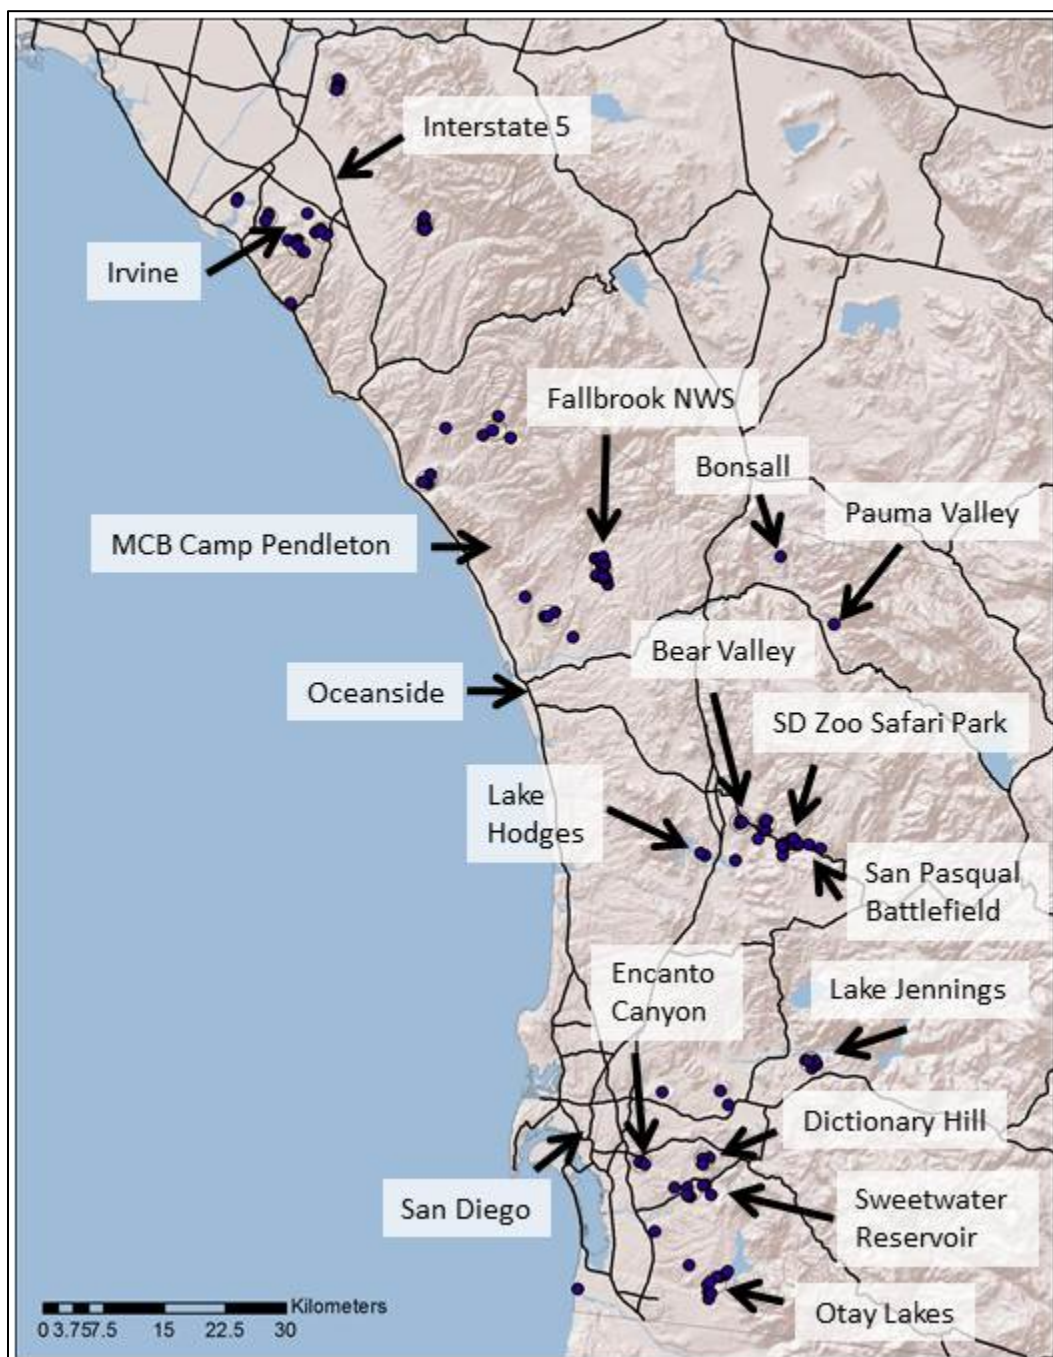 Interstate 5
Irvine
Fallbrook NWS
Bonsall
Pauma Valley
MCB Camp Pendleton
Bear Valley
Oceanside
SD Zoo Safari Park
Lake
Hodges
San Pasqual
Battlefield
Encanto
Canyon
Lake Jennings
Dictionary Hill
San Diego
Sweetwater
Reservoir
Kilometers
0 3.75 7.5 15 22.5 30
Otay Lakes